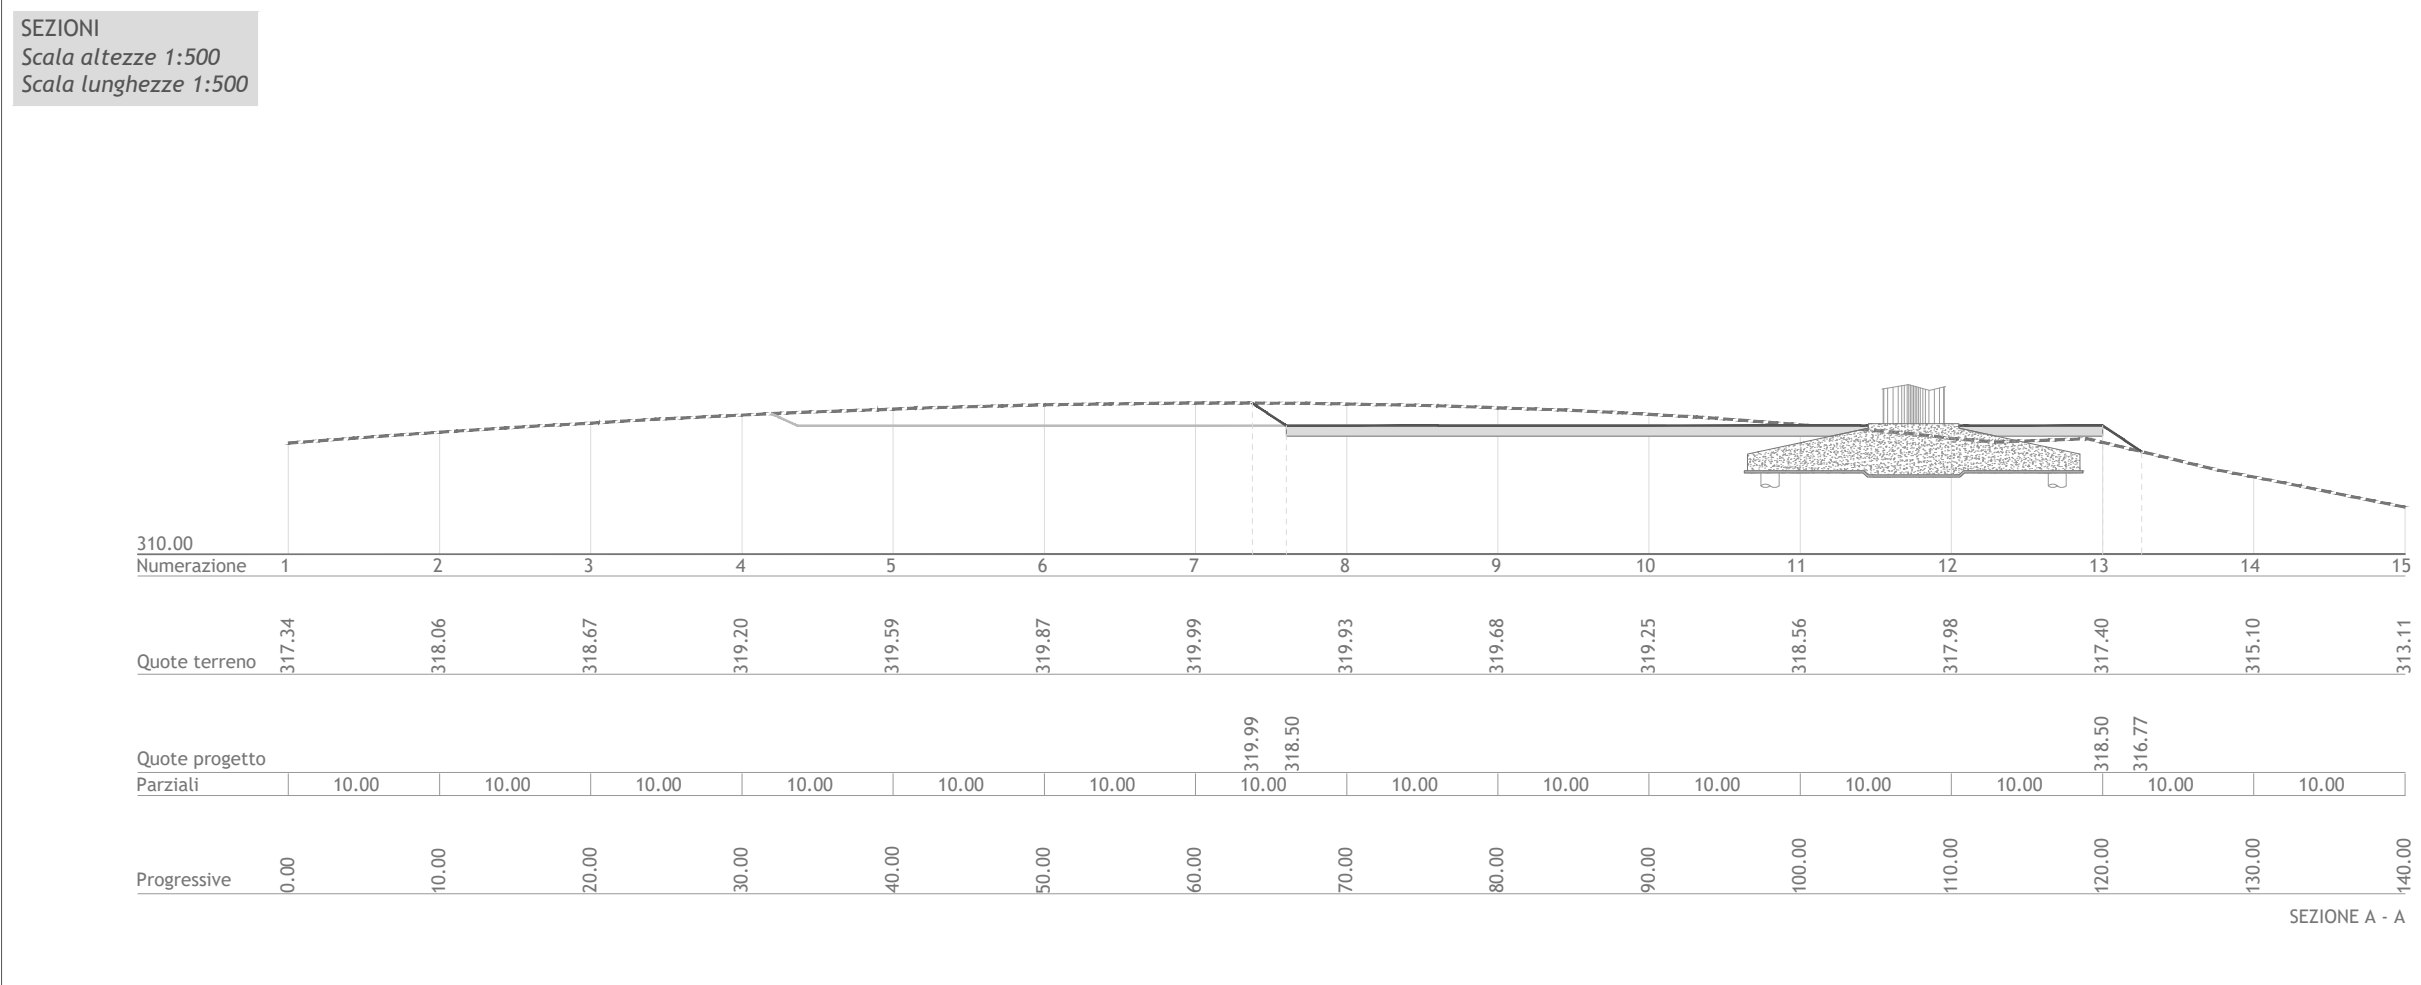 SEZIONI
Scala altezze 1:500
Scala lunghezze 1:500
310.00
Numerazione 1 2 3 4 5 6 7 8 9 10 11 12 13 14 15
Quote terreno 317.34 318.06 318.67 319.20 319.59 319.87 319.99 319.93 319.68 319.25 318.56 317.98 317.40 315.10 313.11
Quote progetto 319.99 318.50 318.50 316.77
Parziali 10.00 10.00 10.00 10.00 10.00 10.00 10.00 10.00 10.00 10.00 10.00 10.00 10.00 10.00
Progressive 0.00 10.00 20.00 30.00 40.00 50.00 60.00 70.00 80.00 90.00 100.00 110.00 120.00 130.00 140.00
SEZIONE A - A